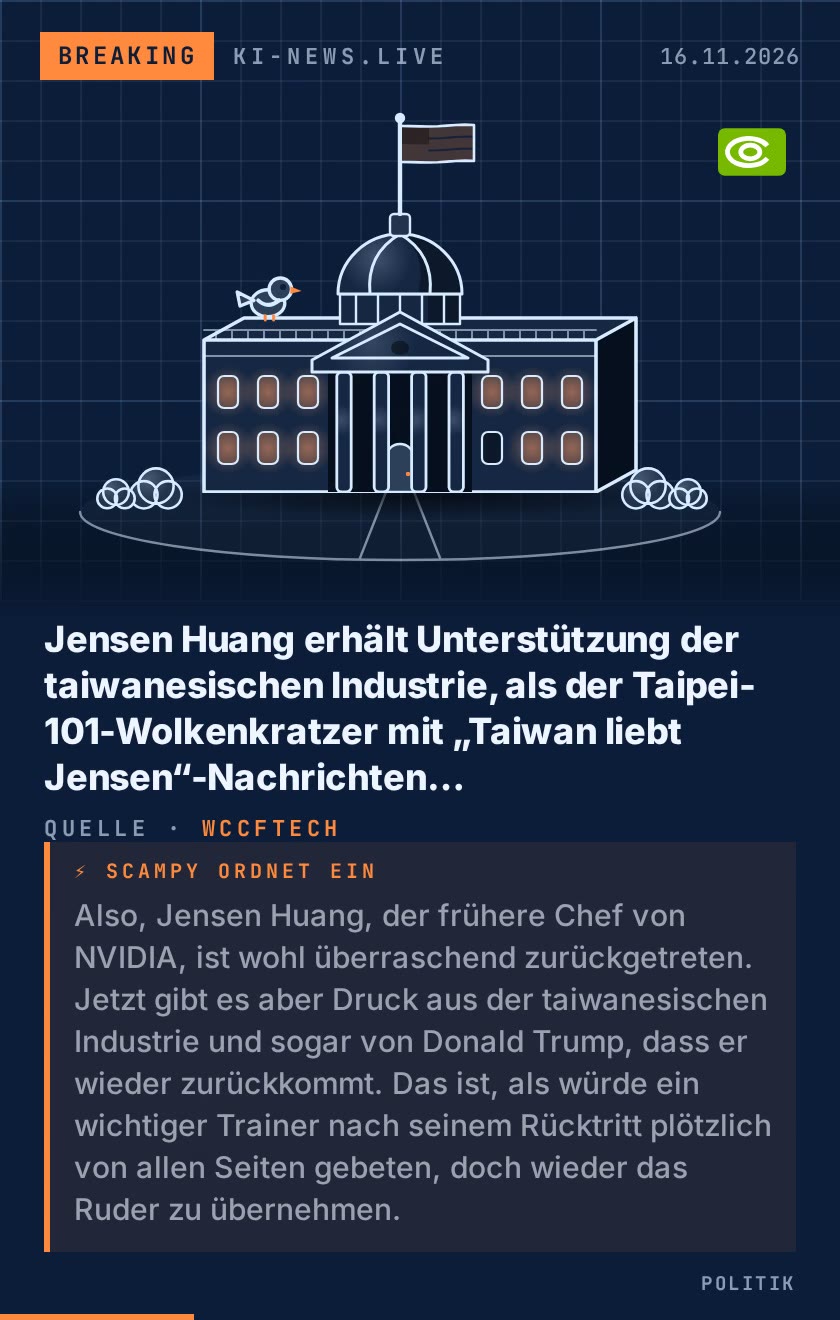 BREAKING KI-NEWS.LIVE 16.11.2026
Jensen Huang erhält Unterstützung der
taiwanesischen Industrie, als der Taipei-
101-Wolkenkratzer mit „Taiwan liebt
Jensen“-Nachrichten...
QUELLE · WCCFTECH
⚡ SCAMPY ORDNET EIN
Also, Jensen Huang, der frühere Chef von
NVIDIA, ist wohl überraschend zurückgetreten.
Jetzt gibt es aber Druck aus der taiwanesischen
Industrie und sogar von Donald Trump, dass er
wieder zurückkommt. Das ist, als würde ein
wichtiger Trainer nach seinem Rücktritt plötzlich
von allen Seiten gebeten, doch wieder das
Ruder zu übernehmen.
POLITIK